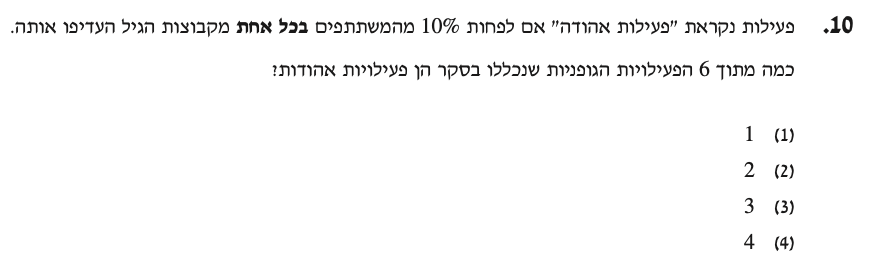 10. פעילות נקראת "פעילות אהודה" אם לפחות 10% מהמשתתפים בכל אחת מקבוצות הגיל העדיפו אותה.
כמה מתוך 6 הפעילויות הגופניות שנכללו בסקר הן פעילויות אהודות?
(1) 1
(2) 2
(3) 3
(4) 4